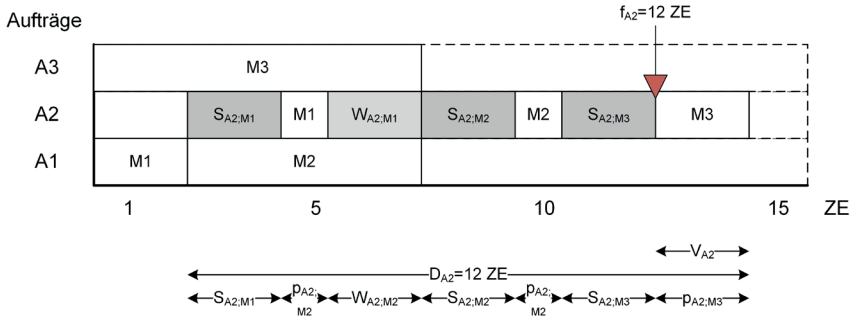 Aufträge
f_A2=12 ZE
A3 M3
A2 S_A2;M1 M1 W_A2;M1 S_A2;M2 M2 S_A2;M3 M3
A1 M1 M2
1 5 10 15 ZE
V_A2
D_A2=12 ZE
S_A2;M1 p_A2;M2 W_A2;M2 S_A2;M2 p_A2;M2 S_A2;M3 p_A2;M3